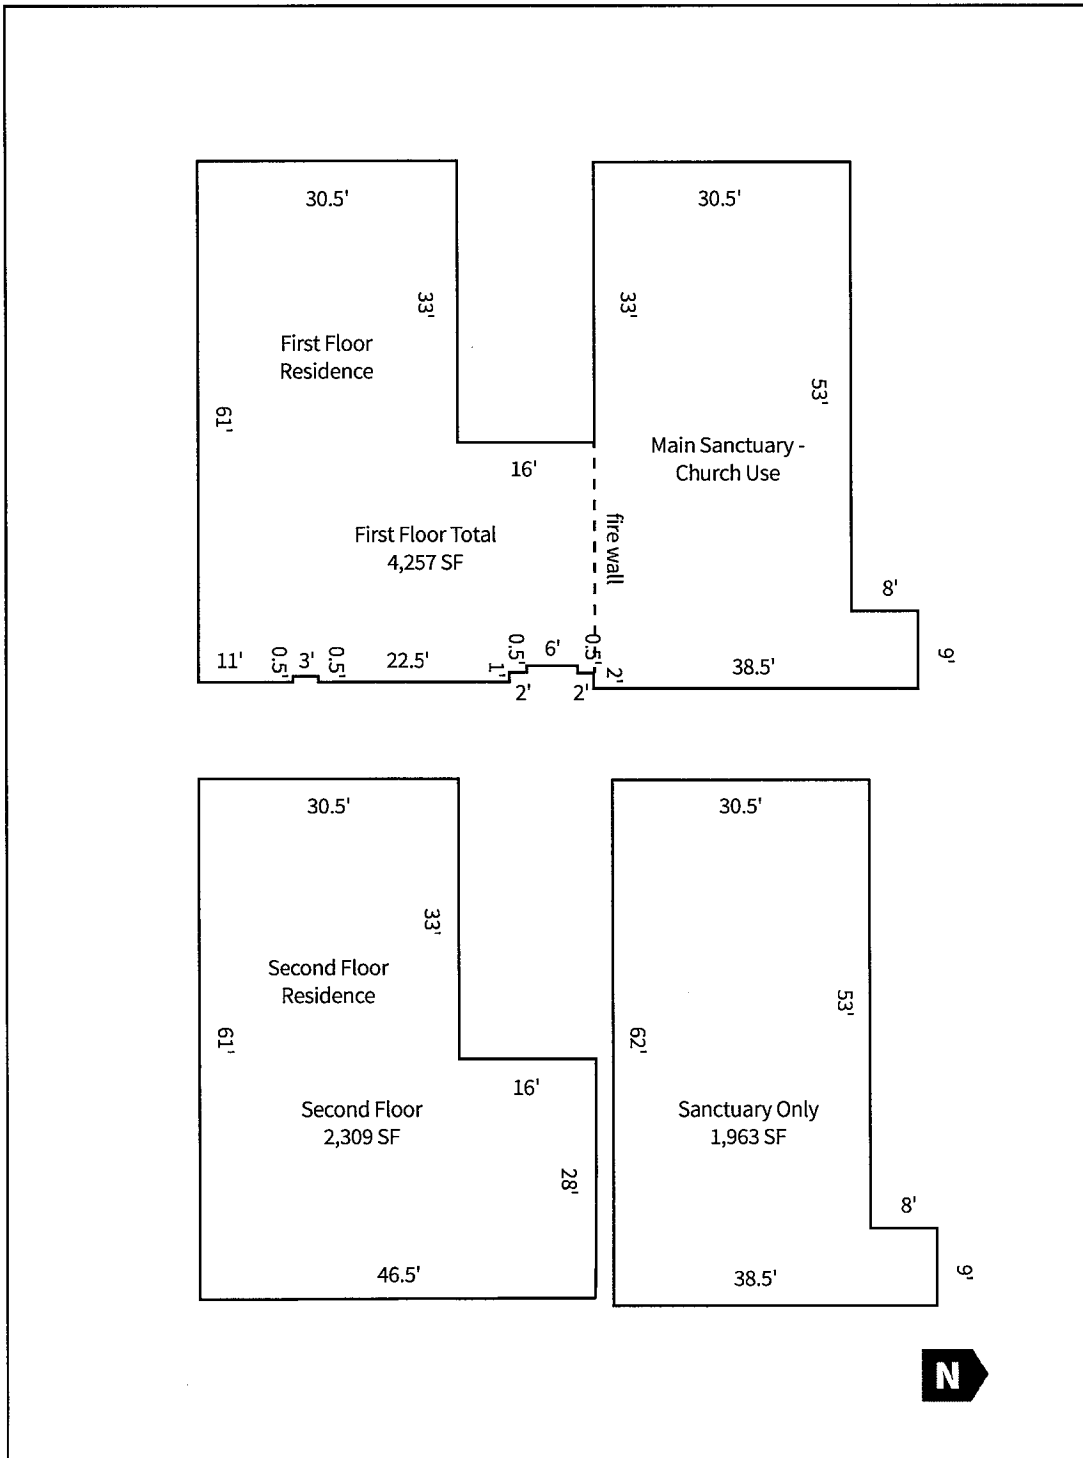 30.5'
30.5'
33'
33'
First Floor
Residence
53'
61'
Main Sanctuary -
Church Use
16'
fire wall
First Floor Total
4,257 SF
8'
11'
0.5'
3'
0.5'
22.5'
1'
0.5'
2'
6'
2'
0.5'
2'
38.5'
9'
30.5'
30.5'
33'
Second Floor
Residence
53'
61'
62'
16'
Second Floor
2,309 SF
Sanctuary Only
1,963 SF
28'
8'
46.5'
38.5'
9'
N